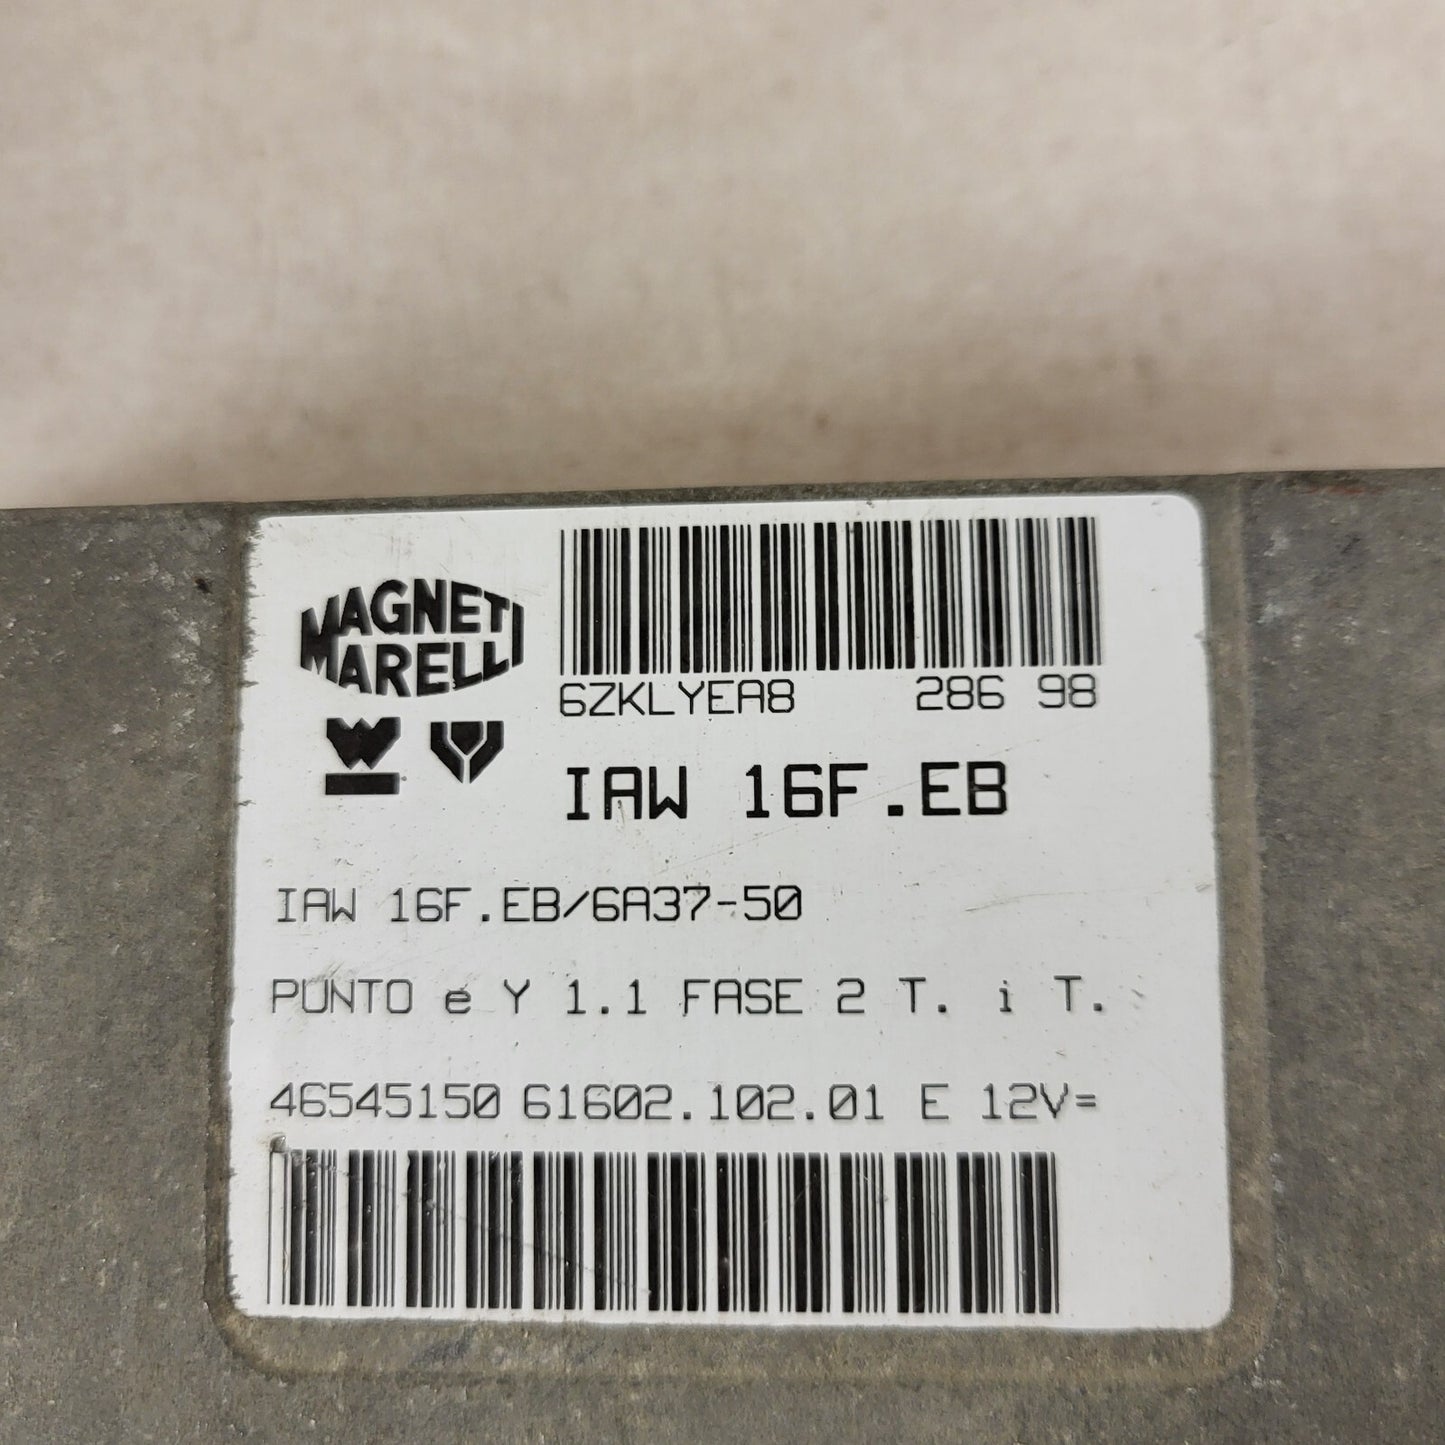 MAGNETI
MARELLI
6ZKLYEA8 286 98
IAW 16F.EB
IAW 16F.EB/6A37-50
PUNTO e Y 1.1 FASE 2 T. i T.
46545150 61602.102.01 E 12V=